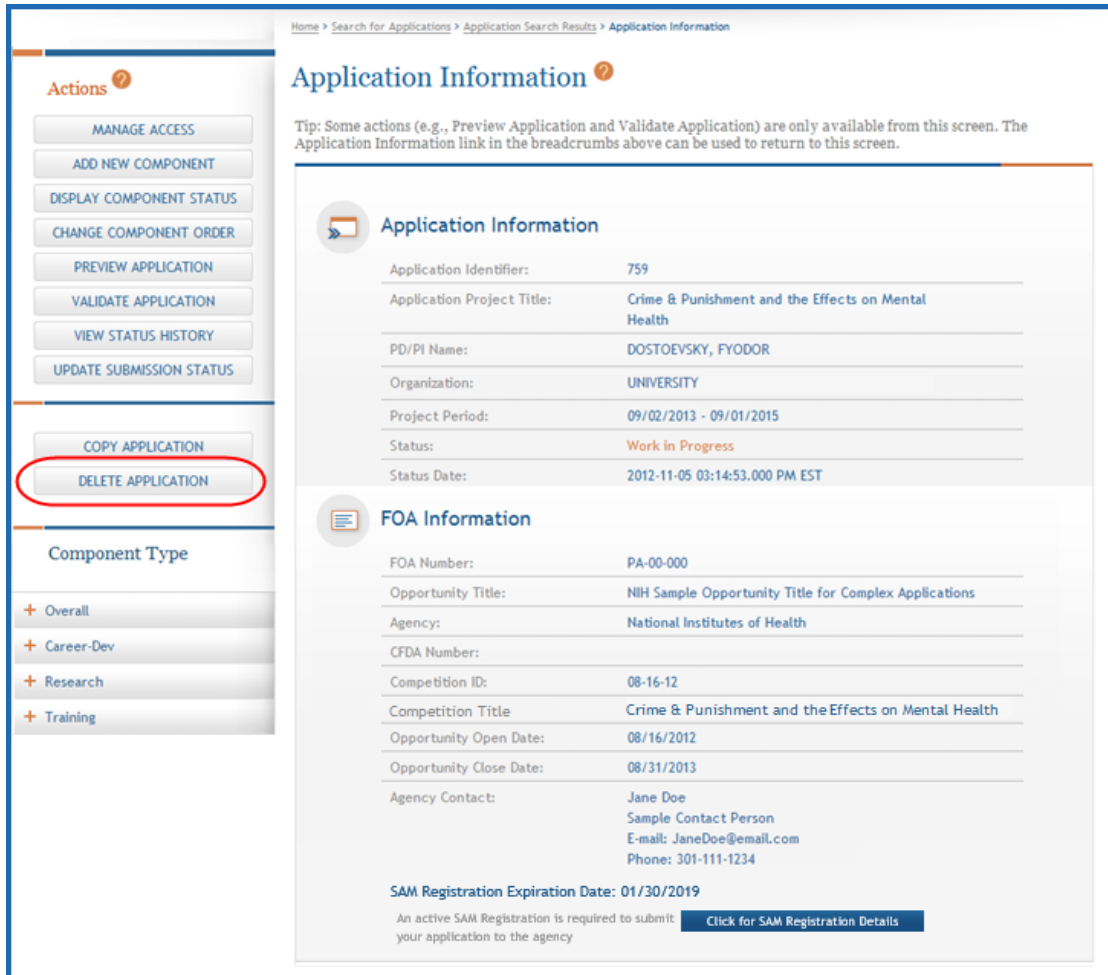 Home > Search for Applications > Application Search Results > Application Information
Actions ?
MANAGE ACCESS
ADD NEW COMPONENT
DISPLAY COMPONENT STATUS
CHANGE COMPONENT ORDER
PREVIEW APPLICATION
VALIDATE APPLICATION
VIEW STATUS HISTORY
UPDATE SUBMISSION STATUS
COPY APPLICATION
DELETE APPLICATION
Component Type
+ Overall
+ Career-Dev
+ Research
+ Training
Application Information ?
Tip: Some actions (e.g., Preview Application and Validate Application) are only available from this screen. The
Application Information link in the breadcrumbs above can be used to return to this screen.
Application Information
Application Identifier: 759
Application Project Title: Crime & Punishment and the Effects on Mental
Health
PD/PI Name: DOSTOEVSKY, FYODOR
Organization: UNIVERSITY
Project Period: 09/02/2013 - 09/01/2015
Status: Work in Progress
Status Date: 2012-11-05 03:14:53.000 PM EST
FOA Information
FOA Number: PA-00-000
Opportunity Title: NIH Sample Opportunity Title for Complex Applications
Agency: National Institutes of Health
CFDA Number:
Competition ID: 08-16-12
Competition Title Crime & Punishment and the Effects on Mental Health
Opportunity Open Date: 08/16/2012
Opportunity Close Date: 08/31/2013
Agency Contact: Jane Doe
Sample Contact Person
E-mail: JaneDoe@email.com
Phone: 301-111-1234
SAM Registration Expiration Date: 01/30/2019
An active SAM Registration is required to submit
your application to the agency
Click for SAM Registration Details